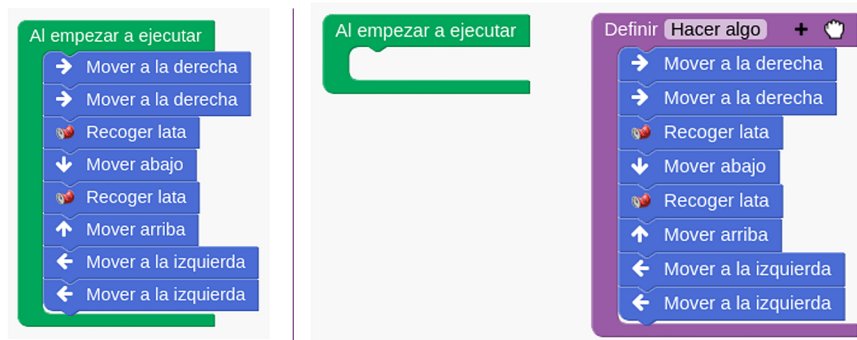 Al empezar a ejecutar
Mover a la derecha
Mover a la derecha
Recoger lata
Mover abajo
Recoger lata
Mover arriba
Mover a la izquierda
Mover a la izquierda
Al empezar a ejecutar
Definir Hacer algo
Mover a la derecha
Mover a la derecha
Recoger lata
Mover abajo
Recoger lata
Mover arriba
Mover a la izquierda
Mover a la izquierda